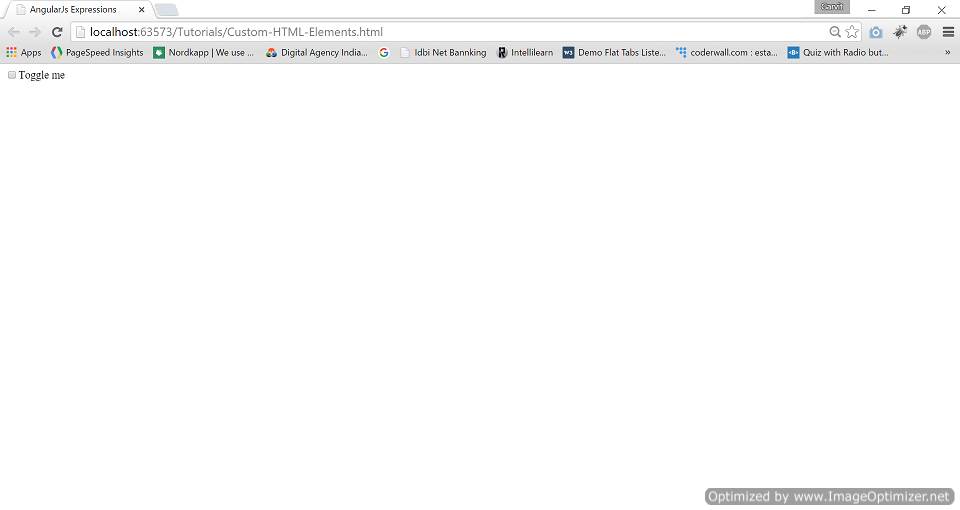 AngularJs Expressions
Garvit
localhost:63573/Tutorials/Custom-HTML-Elements.html
ABP
Apps PageSpeed Insights Nordkapp | We use ... Digital Agency India... Idbi Net Bannking Intellilearn W3 Demo Flat Tabs Liste... coderwall.com : esta... <B> Quiz with Radio but... »
Toggle me
Optimized by www.ImageOptimizer.net